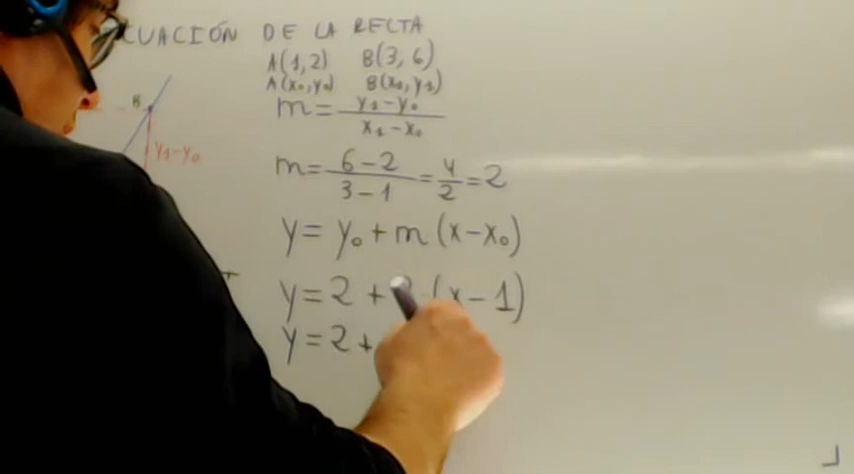 CUACIÓN DE LA RECTA
A(1,2) B(3,6)
A(x₀,y₀) B(x₁,y₁)
m = y₁-y₀ / x₁-x₀
B
y₁-y₀
m = 6-2 / 3-1 = 4/2 = 2
y = y₀ + m(x-x₀)
y = 2 + 2·(x-1)
y = 2 +